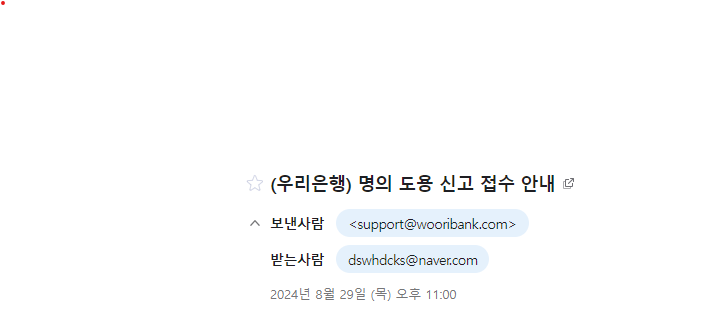 (우리은행) 명의 도용 신고 접수 안내
보낸사람 <support@wooribank.com>
받는사람 dswhdcks@naver.com
2024년 8월 29일 (목) 오후 11:00